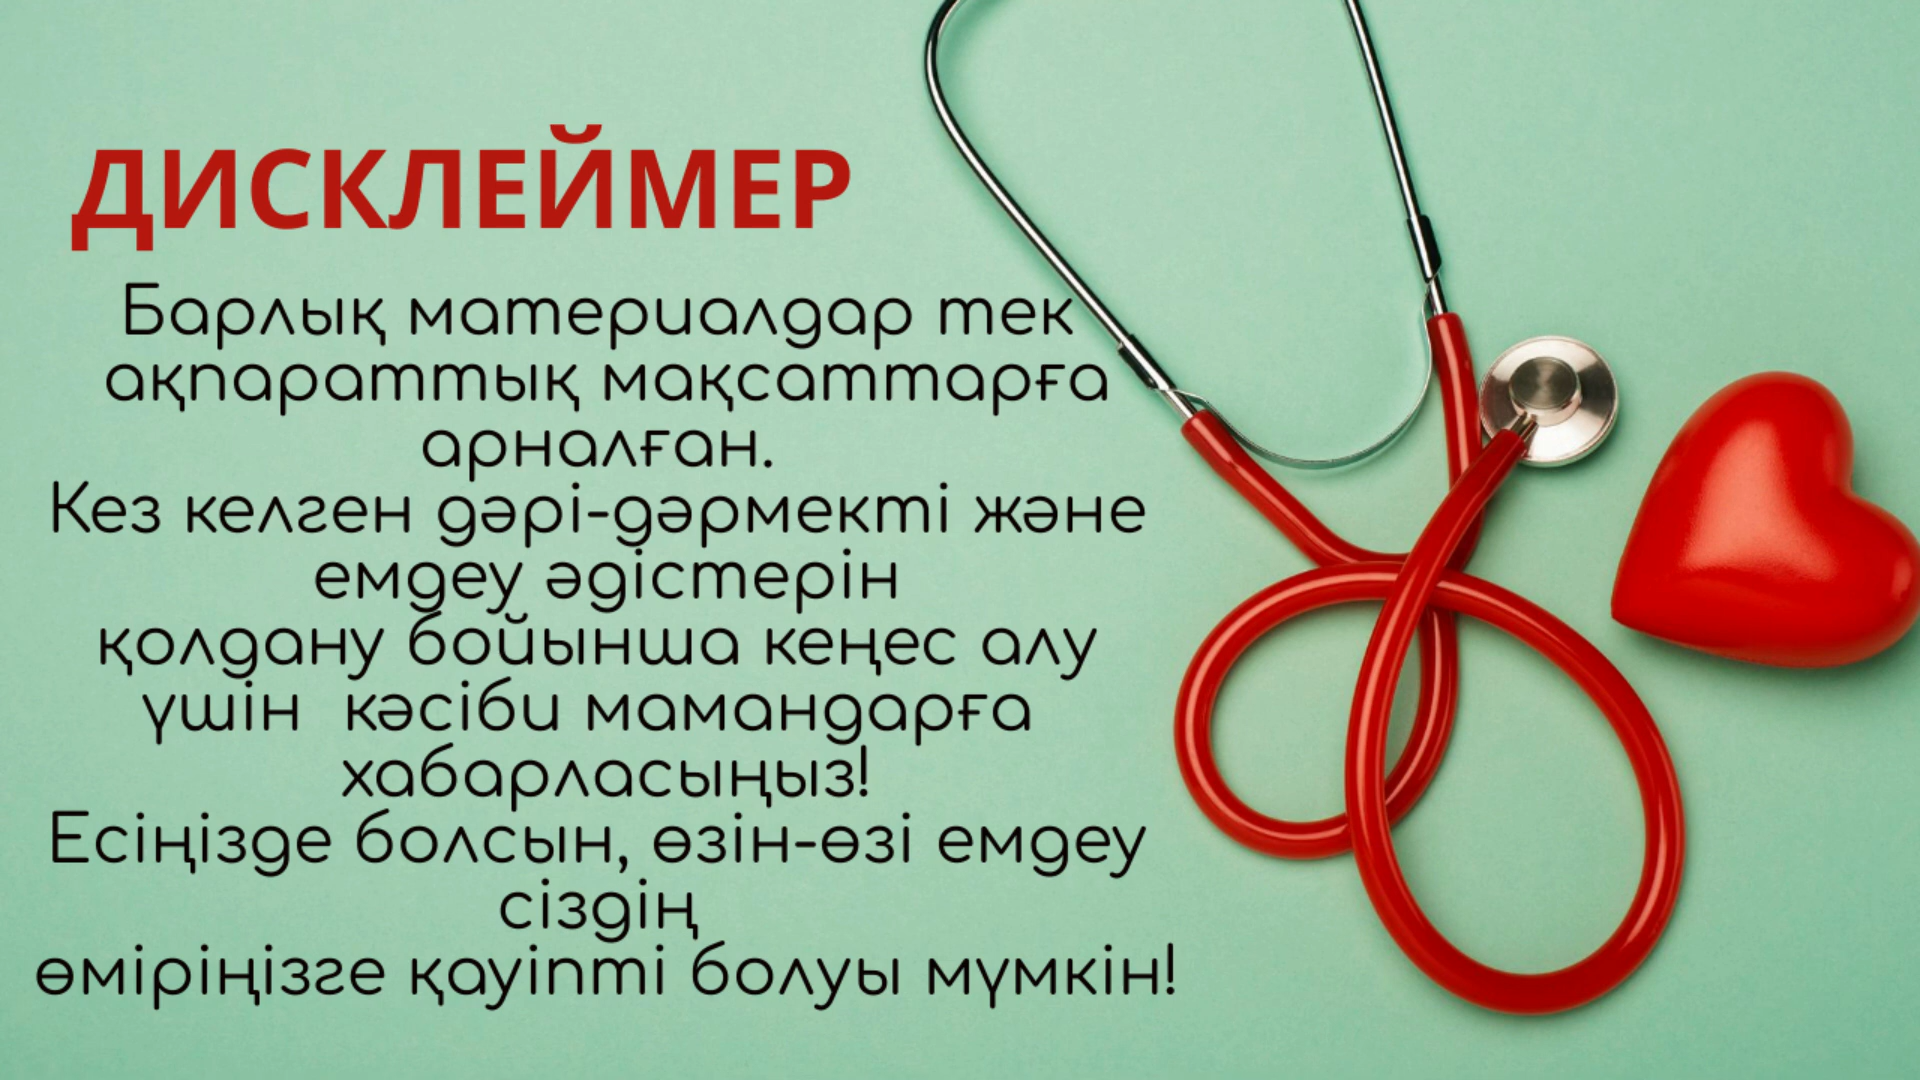 ДИСКЛЕЙМЕР
Барлық материалдар тек
ақпараттық мақсаттарға
арналған.
Кез келген дәрі-дәрмекті және
емдеу әдістерін
қолдану бойынша кеңес алу
үшін кәсіби мамандарға
хабарласыңыз!
Есіңізде болсын, өзін-өзі емдеу
сіздің
өміріңізге қауіпті болуы мүмкін!